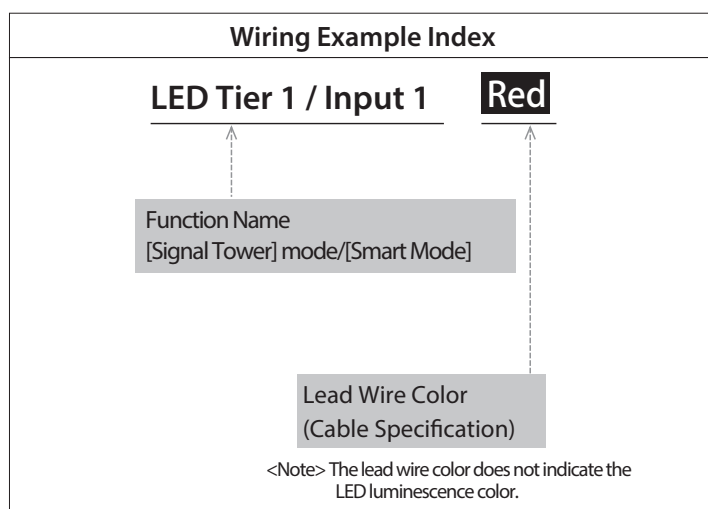 Wiring Example Index
LED Tier 1 / Input 1 Red
Function Name
[Signal Tower] mode/[Smart Mode]
Lead Wire Color
(Cable Specification)
<Note> The lead wire color does not indicate the
LED luminescence color.